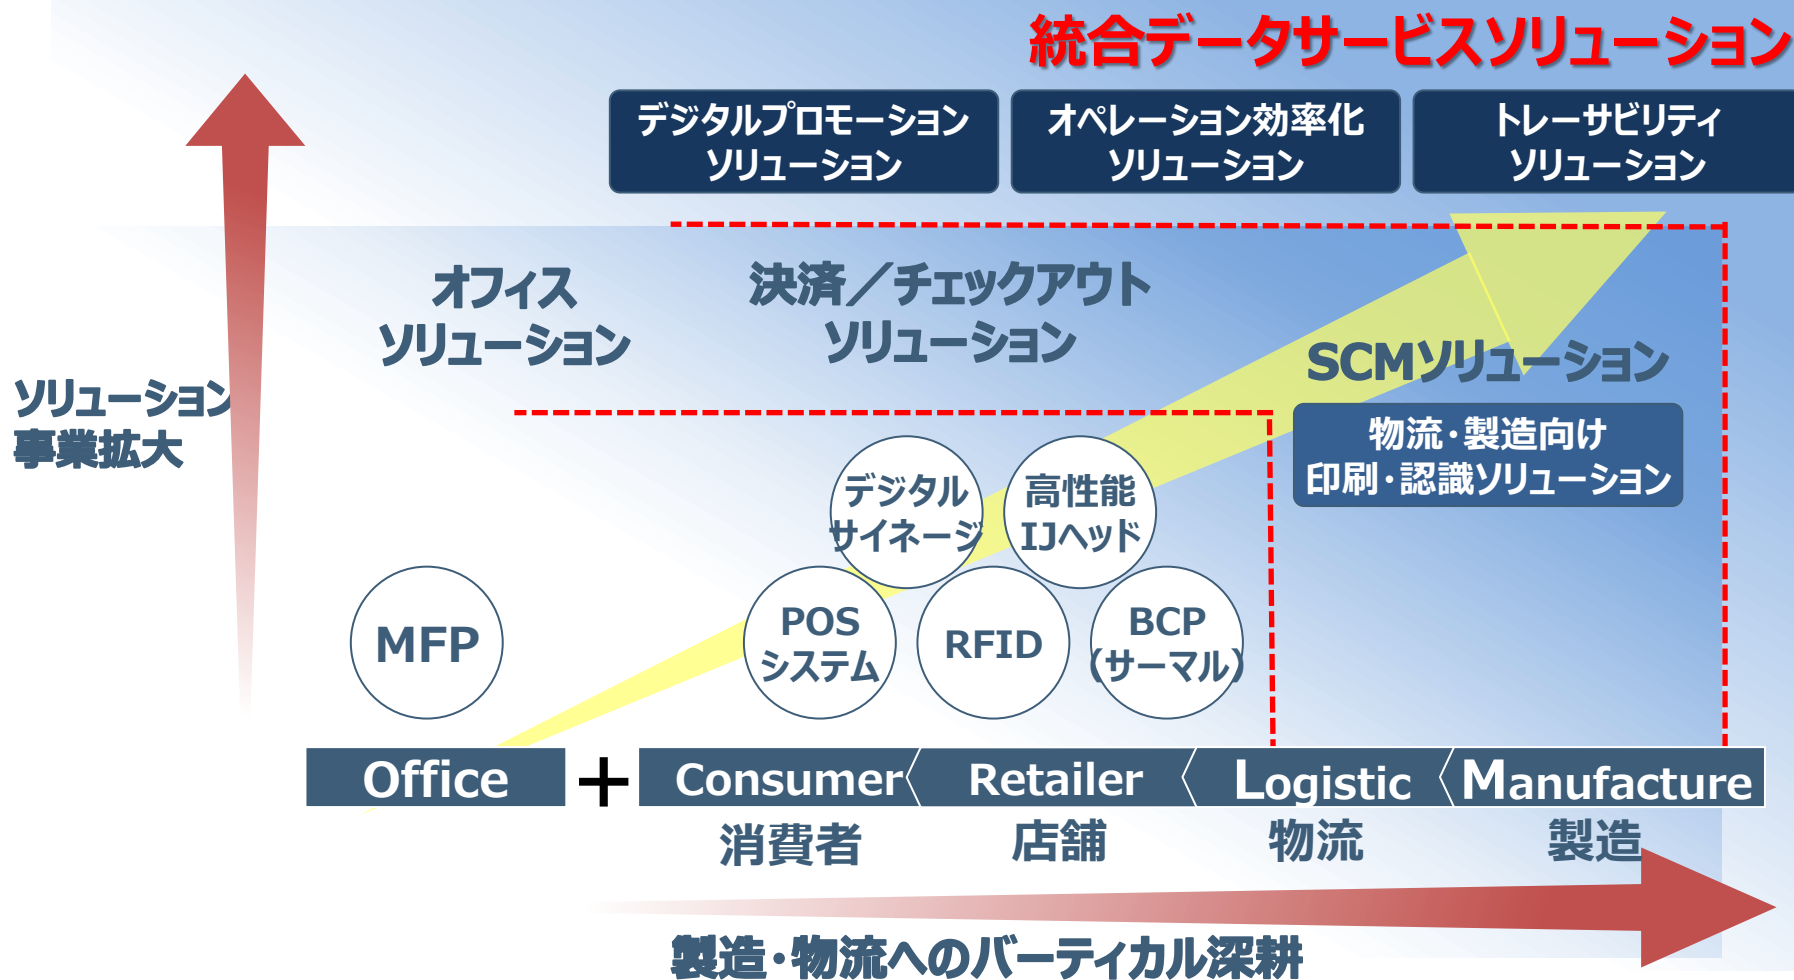 統合データサービスソリューション
デジタルプロモーション
ソリューション
オペレーション効率化
ソリューション
トレーサビリティ
ソリューション
オフィス
ソリューション
決済／チェックアウト
ソリューション
SCMソリューション
物流・製造向け
印刷・認識ソリューション
ソリューション
事業拡大
デジタル
サイネージ
高性能
IJヘッド
MFP
POS
システム
RFID
BCP
(サーマル)
Office
+
Consumer
Retailer
Logistic
Manufacture
消費者
店舗
物流
製造
製造・物流へのバーティカル深耕